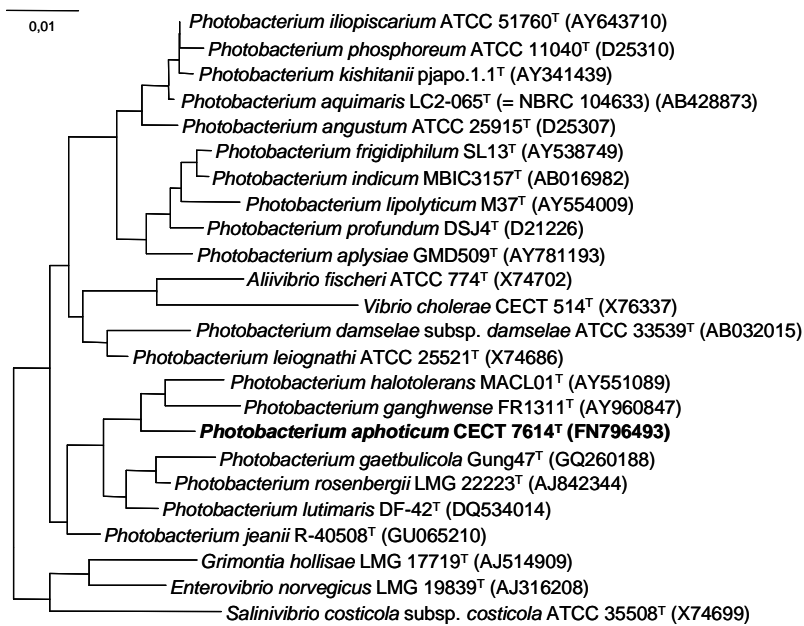 Photobacterium iliopiscarium ATCC 51760ᵀ (AY643710)
0,01
Photobacterium phosphoreum ATCC 11040ᵀ (D25310)
Photobacterium kishitanii pjapo.1.1ᵀ (AY341439)
Photobacterium aquimaris LC2-065ᵀ (= NBRC 104633) (AB428873)
Photobacterium angustum ATCC 25915ᵀ (D25307)
Photobacterium frigidiphilum SL13ᵀ (AY538749)
Photobacterium indicum MBIC3157ᵀ (AB016982)
Photobacterium lipolyticum M37ᵀ (AY554009)
Photobacterium profundum DSJ4ᵀ (D21226)
Photobacterium aplysiae GMD509ᵀ (AY781193)
Aliivibrio fischeri ATCC 774ᵀ (X74702)
Vibrio cholerae CECT 514ᵀ (X76337)
Photobacterium damselae subsp. damselae ATCC 33539ᵀ (AB032015)
Photobacterium leiognathi ATCC 25521ᵀ (X74686)
Photobacterium halotolerans MACL01ᵀ (AY551089)
Photobacterium ganghwense FR1311ᵀ (AY960847)
Photobacterium aphoticum CECT 7614ᵀ (FN796493)
Photobacterium gaetbulicola Gung47ᵀ (GQ260188)
Photobacterium rosenbergii LMG 22223ᵀ (AJ842344)
Photobacterium lutimaris DF-42ᵀ (DQ534014)
Photobacterium jeanii R-40508ᵀ (GU065210)
Grimontia hollisae LMG 17719ᵀ (AJ514909)
Enterovibrio norvegicus LMG 19839ᵀ (AJ316208)
Salinivibrio costicola subsp. costicola ATCC 35508ᵀ (X74699)